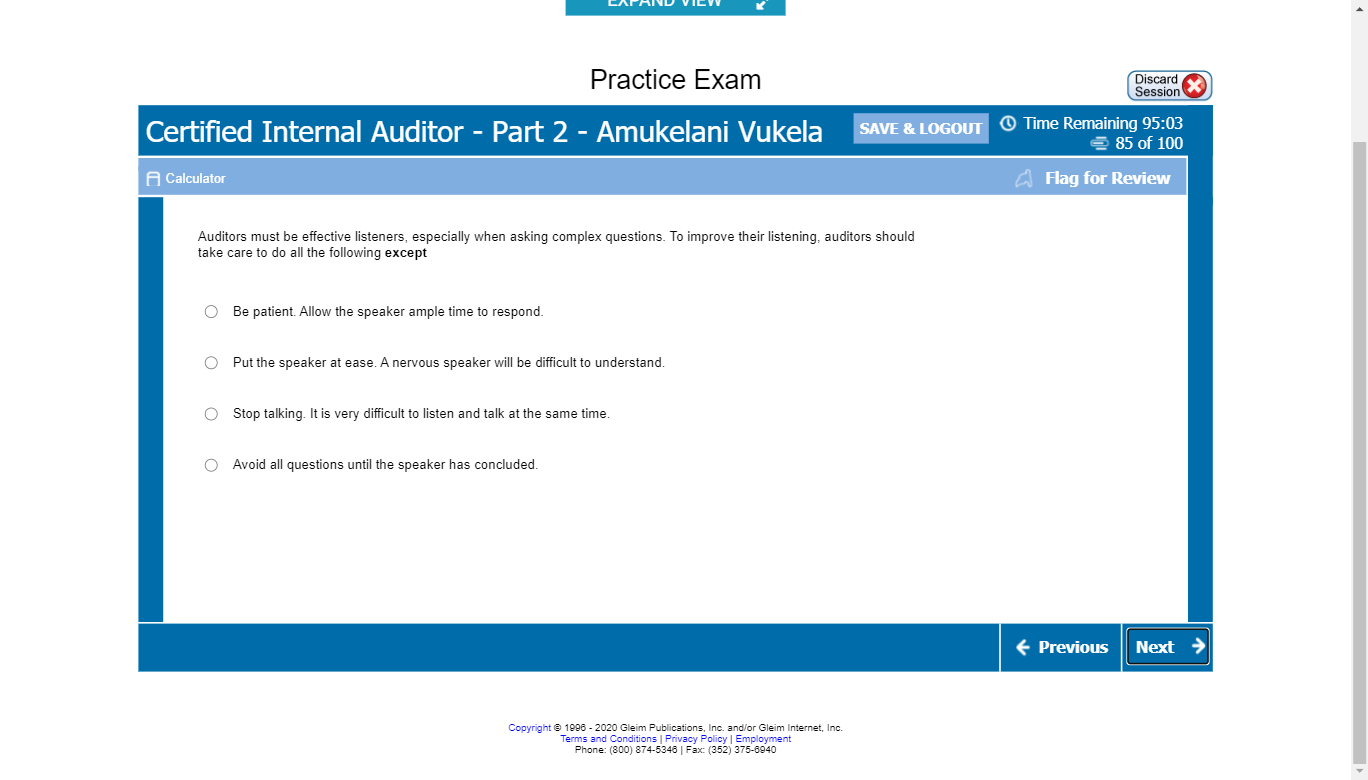 EXPAND VIEW
Practice Exam
Discard
Session
Certified Internal Auditor - Part 2 - Amukelani Vukela
SAVE & LOGOUT
Time Remaining 95:03
85 of 100
Calculator
Flag for Review
Auditors must be effective listeners, especially when asking complex questions. To improve their listening, auditors should
take care to do all the following except
Be patient. Allow the speaker ample time to respond.
Put the speaker at ease. A nervous speaker will be difficult to understand.
Stop talking. It is very difficult to listen and talk at the same time.
Avoid all questions until the speaker has concluded.
Previous
Next
Copyright © 1996 - 2020 Gleim Publications, Inc. and/or Gleim Internet, Inc.
Terms and Conditions | Privacy Policy | Employment
Phone: (800) 874-5346 | Fax: (352) 375-6940